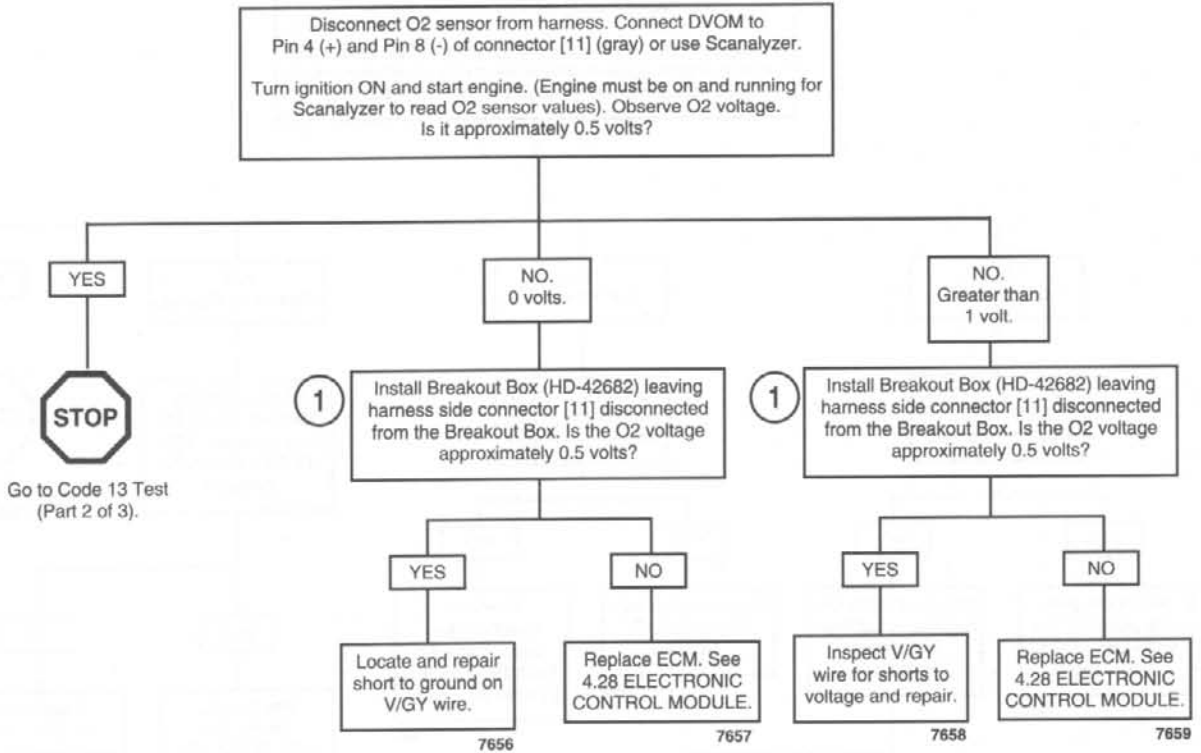 Disconnect O2 sensor from harness. Connect DVOM to
Pin 4 (+) and Pin 8 (-) of connector [11] (gray) or use Scanalyzer.
Turn ignition ON and start engine. (Engine must be on and running for
Scanalyzer to read O2 sensor values). Observe O2 voltage.
Is it approximately 0.5 volts?
YES
NO.
0 volts.
NO.
Greater than
1 volt.
STOP
Go to Code 13 Test
(Part 2 of 3).
1
Install Breakout Box (HD-42682) leaving
harness side connector [11] disconnected
from the Breakout Box. Is the O2 voltage
approximately 0.5 volts?
1
Install Breakout Box (HD-42682) leaving
harness side connector [11] disconnected
from the Breakout Box. Is the O2 voltage
approximately 0.5 volts?
YES
NO
YES
NO
Locate and repair
short to ground on
V/GY wire.
7656
Replace ECM. See
4.28 ELECTRONIC
CONTROL MODULE.
7657
Inspect V/GY
wire for shorts to
voltage and repair.
7658
Replace ECM. See
4.28 ELECTRONIC
CONTROL MODULE.
7659